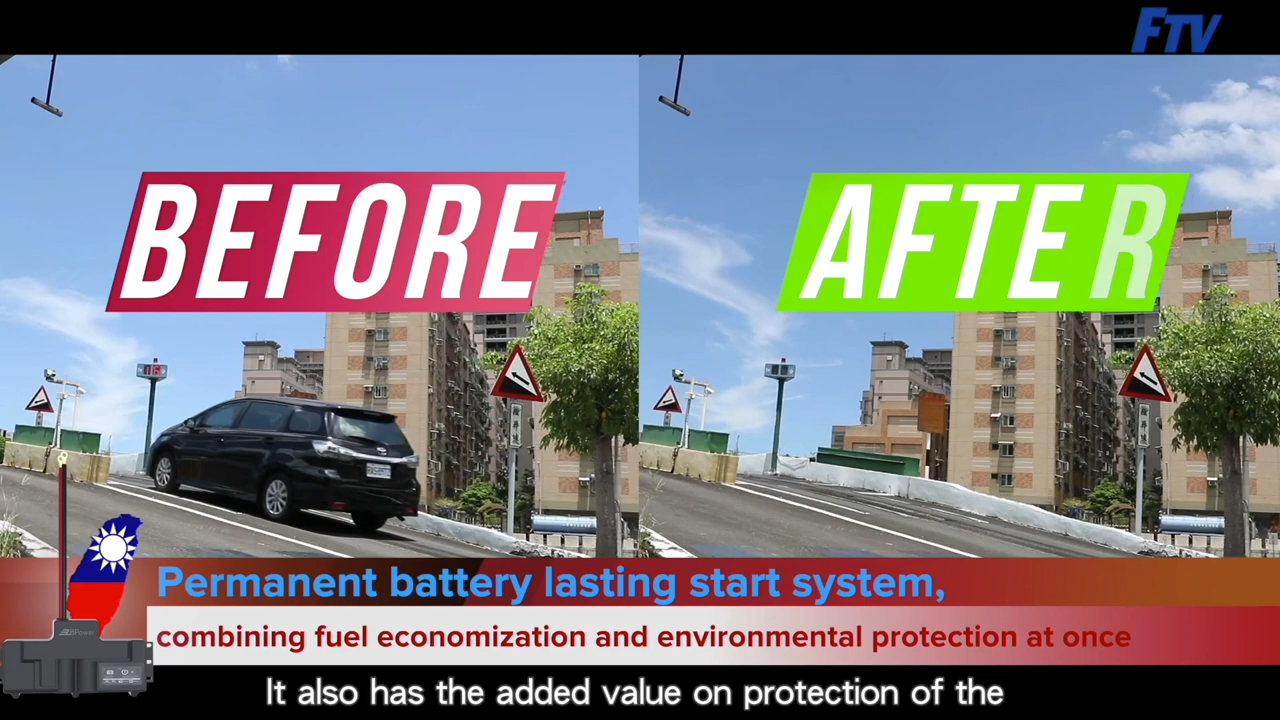 FTV
BEFORE
AFTER
16
Permanent battery lasting start system,
combining fuel economization and environmental protection at once
It also has the added value on protection of the